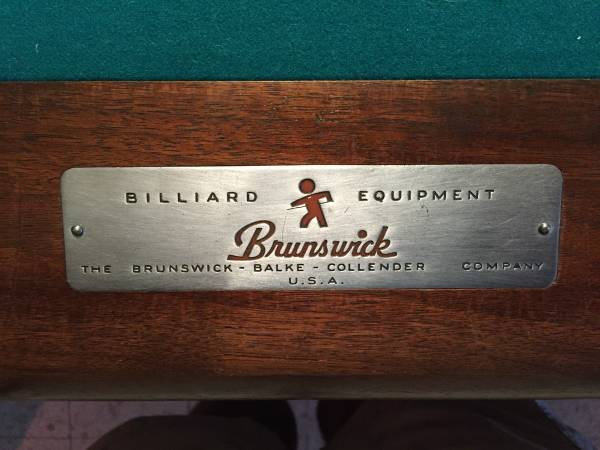 BILLIARD EQUIPMENT
Brunswick
THE BRUNSWICK - BALKE - COLLENDER COMPANY
U.S.A.